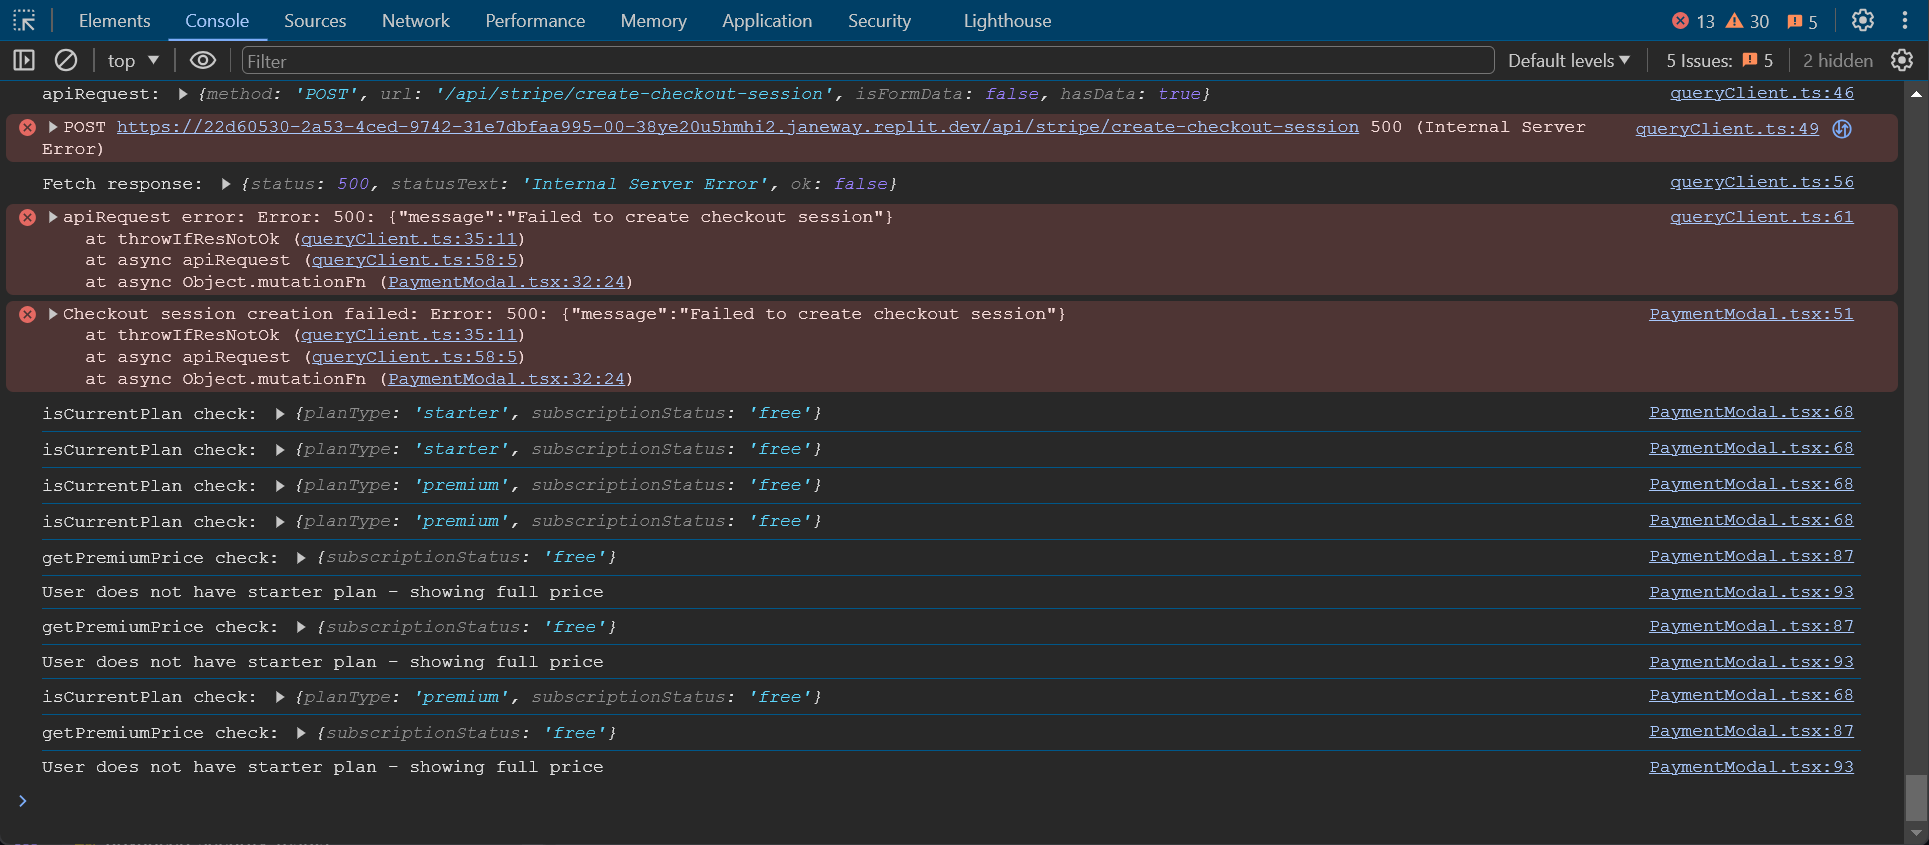 Elements Console Sources Network Performance Memory Application Security Lighthouse 13 30 5
top Filter Default levels 5 Issues: 5 2 hidden
apiRequest: {method: 'POST', url: '/api/stripe/create-checkout-session', isFormData: false, hasData: true} queryClient.ts:46
POST https://22d60530-2a53-4ced-9742-31e7dbfaa995-00-38ye20u5hmhi2.janeway.replit.dev/api/stripe/create-checkout-session 500 (Internal Server queryClient.ts:49
Error)
Fetch response: {status: 500, statusText: 'Internal Server Error', ok: false} queryClient.ts:56
apiRequest error: Error: 500: {"message":"Failed to create checkout session"} queryClient.ts:61
at throwIfResNotOk (queryClient.ts:35:11)
at async apiRequest (queryClient.ts:58:5)
at async Object.mutationFn (PaymentModal.tsx:32:24)
Checkout session creation failed: Error: 500: {"message":"Failed to create checkout session"} PaymentModal.tsx:51
at throwIfResNotOk (queryClient.ts:35:11)
at async apiRequest (queryClient.ts:58:5)
at async Object.mutationFn (PaymentModal.tsx:32:24)
isCurrentPlan check: {planType: 'starter', subscriptionStatus: 'free'} PaymentModal.tsx:68
isCurrentPlan check: {planType: 'starter', subscriptionStatus: 'free'} PaymentModal.tsx:68
isCurrentPlan check: {planType: 'premium', subscriptionStatus: 'free'} PaymentModal.tsx:68
isCurrentPlan check: {planType: 'premium', subscriptionStatus: 'free'} PaymentModal.tsx:68
getPremiumPrice check: {subscriptionStatus: 'free'} PaymentModal.tsx:87
User does not have starter plan - showing full price PaymentModal.tsx:93
getPremiumPrice check: {subscriptionStatus: 'free'} PaymentModal.tsx:87
User does not have starter plan - showing full price PaymentModal.tsx:93
isCurrentPlan check: {planType: 'premium', subscriptionStatus: 'free'} PaymentModal.tsx:68
getPremiumPrice check: {subscriptionStatus: 'free'} PaymentModal.tsx:87
User does not have starter plan - showing full price PaymentModal.tsx:93